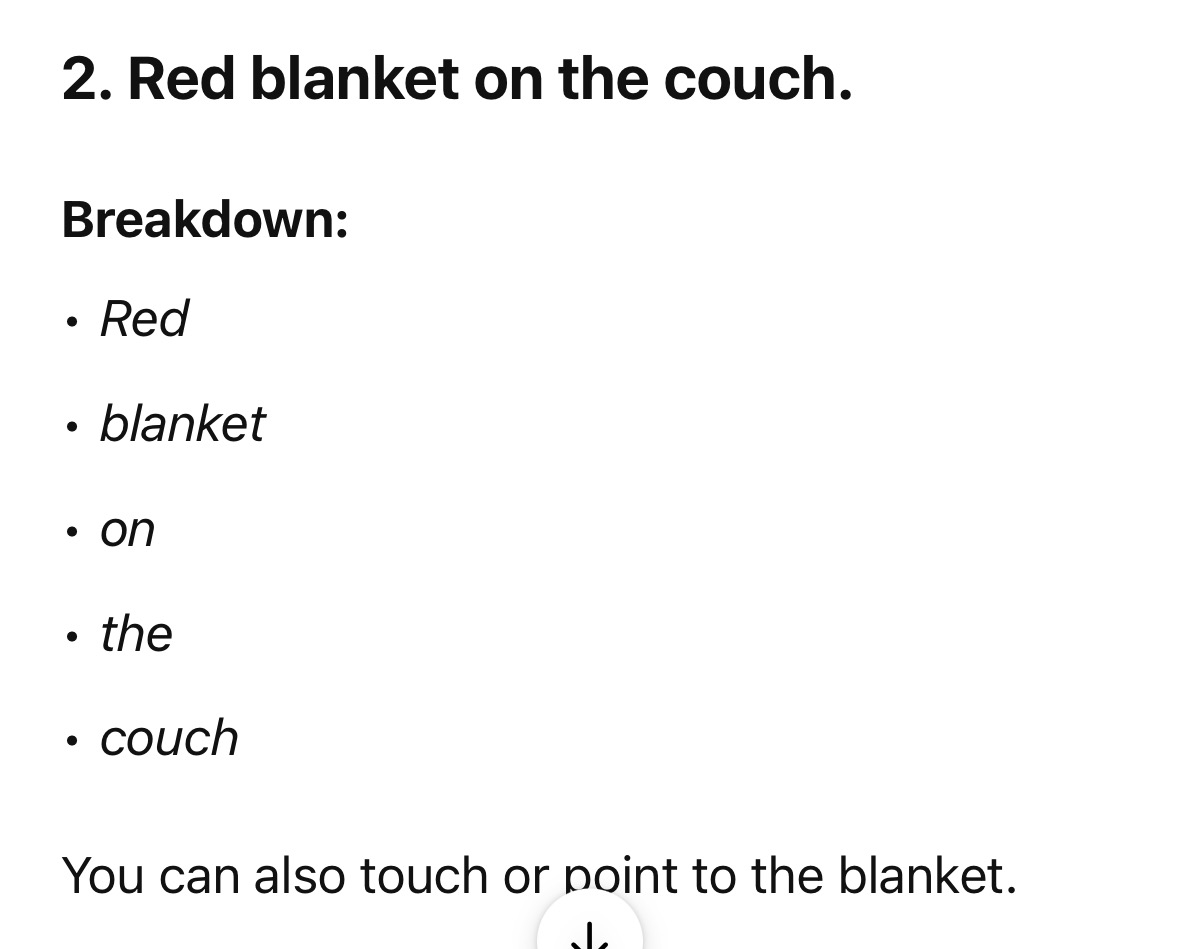 2. Red blanket on the couch.
Breakdown:
• Red
• blanket
• on
• the
• couch
You can also touch or point to the blanket.